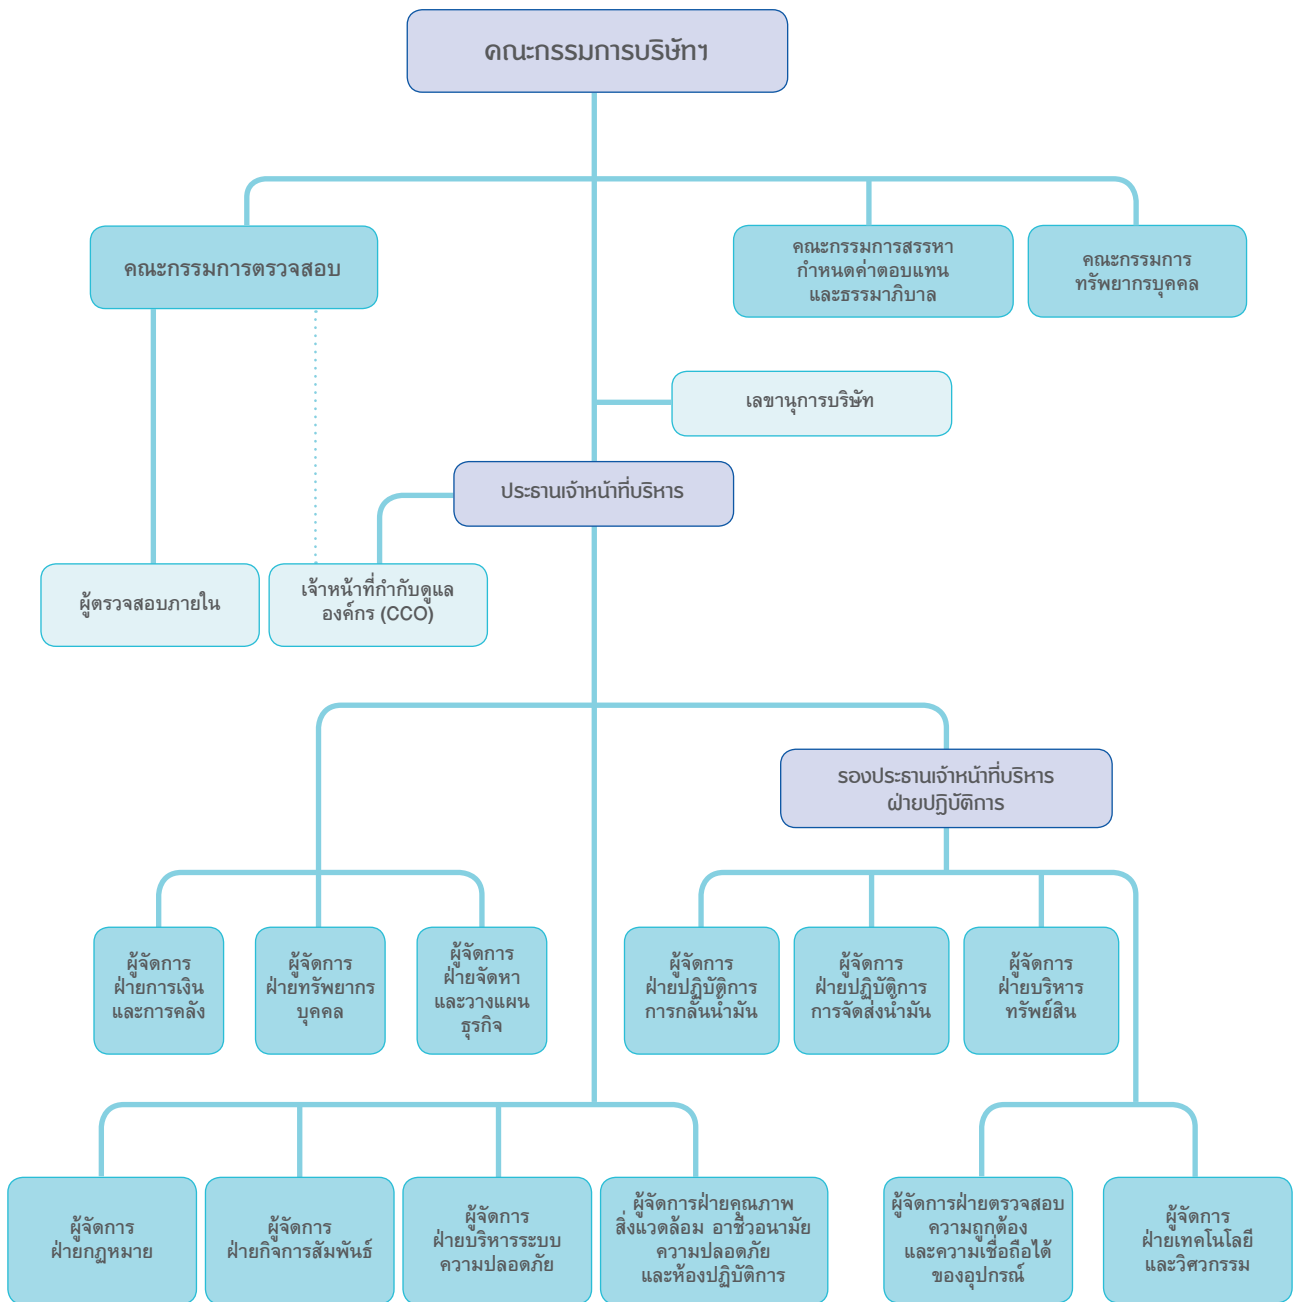 คณะกรรมการบริษัทฯ
คณะกรรมการตรวจสอบ
คณะกรรมการสรรหา
กำหนดค่าตอบแทน
และธรรมาภิบาล
คณะกรรมการ
ทรัพยากรบุคคล
เลขานุการบริษัท
ประธานเจ้าหน้าที่บริหาร
ผู้ตรวจสอบภายใน
เจ้าหน้าที่กำกับดูแล
องค์กร (CCO)
รองประธานเจ้าหน้าที่บริหาร
ฝ่ายปฏิบัติการ
ผู้จัดการ
ฝ่ายการเงิน
และการคลัง
ผู้จัดการ
ฝ่ายทรัพยากร
บุคคล
ผู้จัดการ
ฝ่ายจัดหา
และวางแผน
ธุรกิจ
ผู้จัดการ
ฝ่ายปฏิบัติการ
การกลั่นน้ำมัน
ผู้จัดการ
ฝ่ายปฏิบัติการ
การจัดส่งน้ำมัน
ผู้จัดการ
ฝ่ายบริหาร
ทรัพย์สิน
ผู้จัดการ
ฝ่ายกฎหมาย
ผู้จัดการ
ฝ่ายกิจการสัมพันธ์
ผู้จัดการ
ฝ่ายบริหารระบบ
ความปลอดภัย
ผู้จัดการฝ่ายคุณภาพ
สิ่งแวดล้อม อาชีวอนามัย
ความปลอดภัย
และห้องปฏิบัติการ
ผู้จัดการฝ่ายตรวจสอบ
ความถูกต้อง
และความเชื่อถือได้
ของอุปกรณ์
ผู้จัดการ
ฝ่ายเทคโนโลยี
และวิศวกรรม